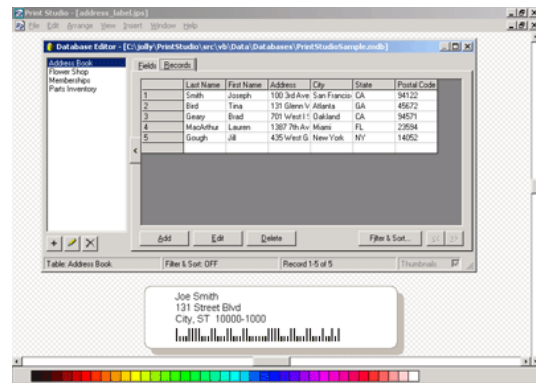 Print Studio - [address_label.jps]
File Edit Arrange View Insert Window Help
Database Editor - [C:\jolly\PrintStudio\src\vb\Data\Databases\PrintStudioSample.mdb]
Address Book
Flower Shop
Memberships
Parts Inventory
Fields Records
Last Name First Name Address City State Postal Code
1 Smith Joseph 100 3rd Ave San Francis CA 94122
2 Bird Tina 131 Glenn V Atlanta GA 45672
3 Geary Brad 701 West I Oakland CA 94571
4 MacArthur Lauren 1387 7th Av Miami FL 23594
5 Gough Jill 435 West G New York NY 14052
Add Edit Delete Filter & Sort... << >>
Table: Address Book Filter & Sort: OFF Record 1-5 of 5 Thumbnails
Joe Smith
131 Street Blvd
City, ST 10000-1000